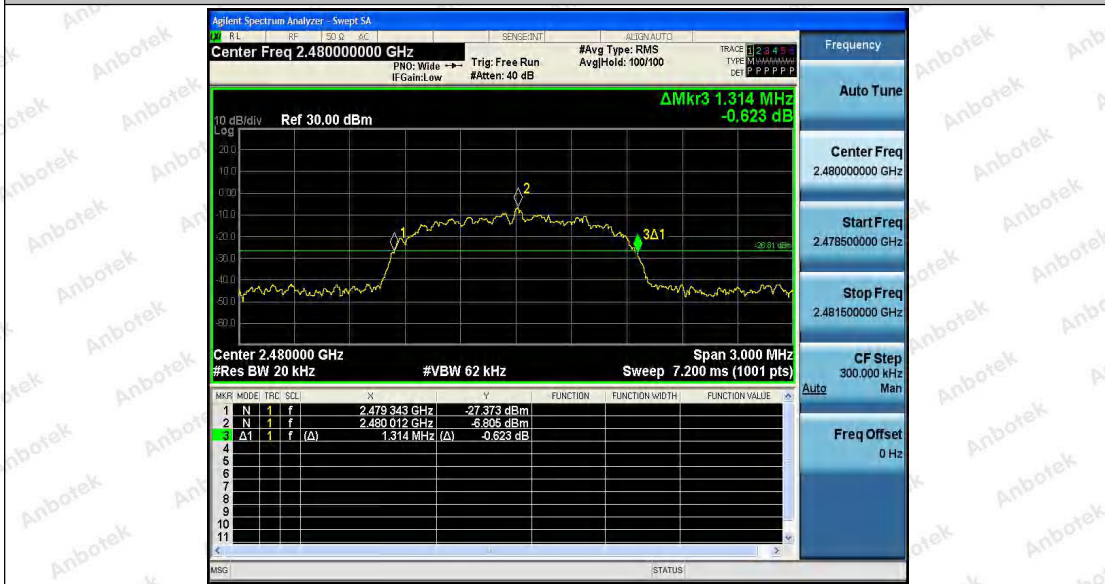 Agilent Spectrum Analyzer - Swept SA
RL RF 50 Ω AC SENSE:INT ALIGNAUTO
Center Freq 2.480000000 GHz
PNO: Wide
IFGain:Low
Trig: Free Run
#Atten: 40 dB
#Avg Type: RMS
Avg|Hold: 100/100
TRACE 1 2 3 4 5 6
TYPE M
DET P P P P P P
ΔMkr3 1.314 MHz
-0.623 dB
10 dB/div Ref 30.00 dBm
Log
20.0
10.0
0.00
-10.0
-20.0
-30.0
-40.0
-50.0
-60.0
1
2
3Δ1
-26.81 dBm
Center 2.480000 GHz Span 3.000 MHz
#Res BW 20 kHz #VBW 62 kHz Sweep 7.200 ms (1001 pts)
MKR MODE TRC SCL X Y FUNCTION FUNCTION WIDTH FUNCTION VALUE
1 N 1 f 2.479 343 GHz -27.373 dBm
2 N 1 f 2.480 012 GHz -6.805 dBm
3 Δ1 1 f (Δ) 1.314 MHz (Δ) -0.623 dB
4
5
6
7
8
9
10
11
MSG STATUS
Frequency
Auto Tune
Center Freq
2.480000000 GHz
Start Freq
2.478500000 GHz
Stop Freq
2.481500000 GHz
CF Step
300.000 kHz
Auto Man
Freq Offset
0 Hz
Anbotek